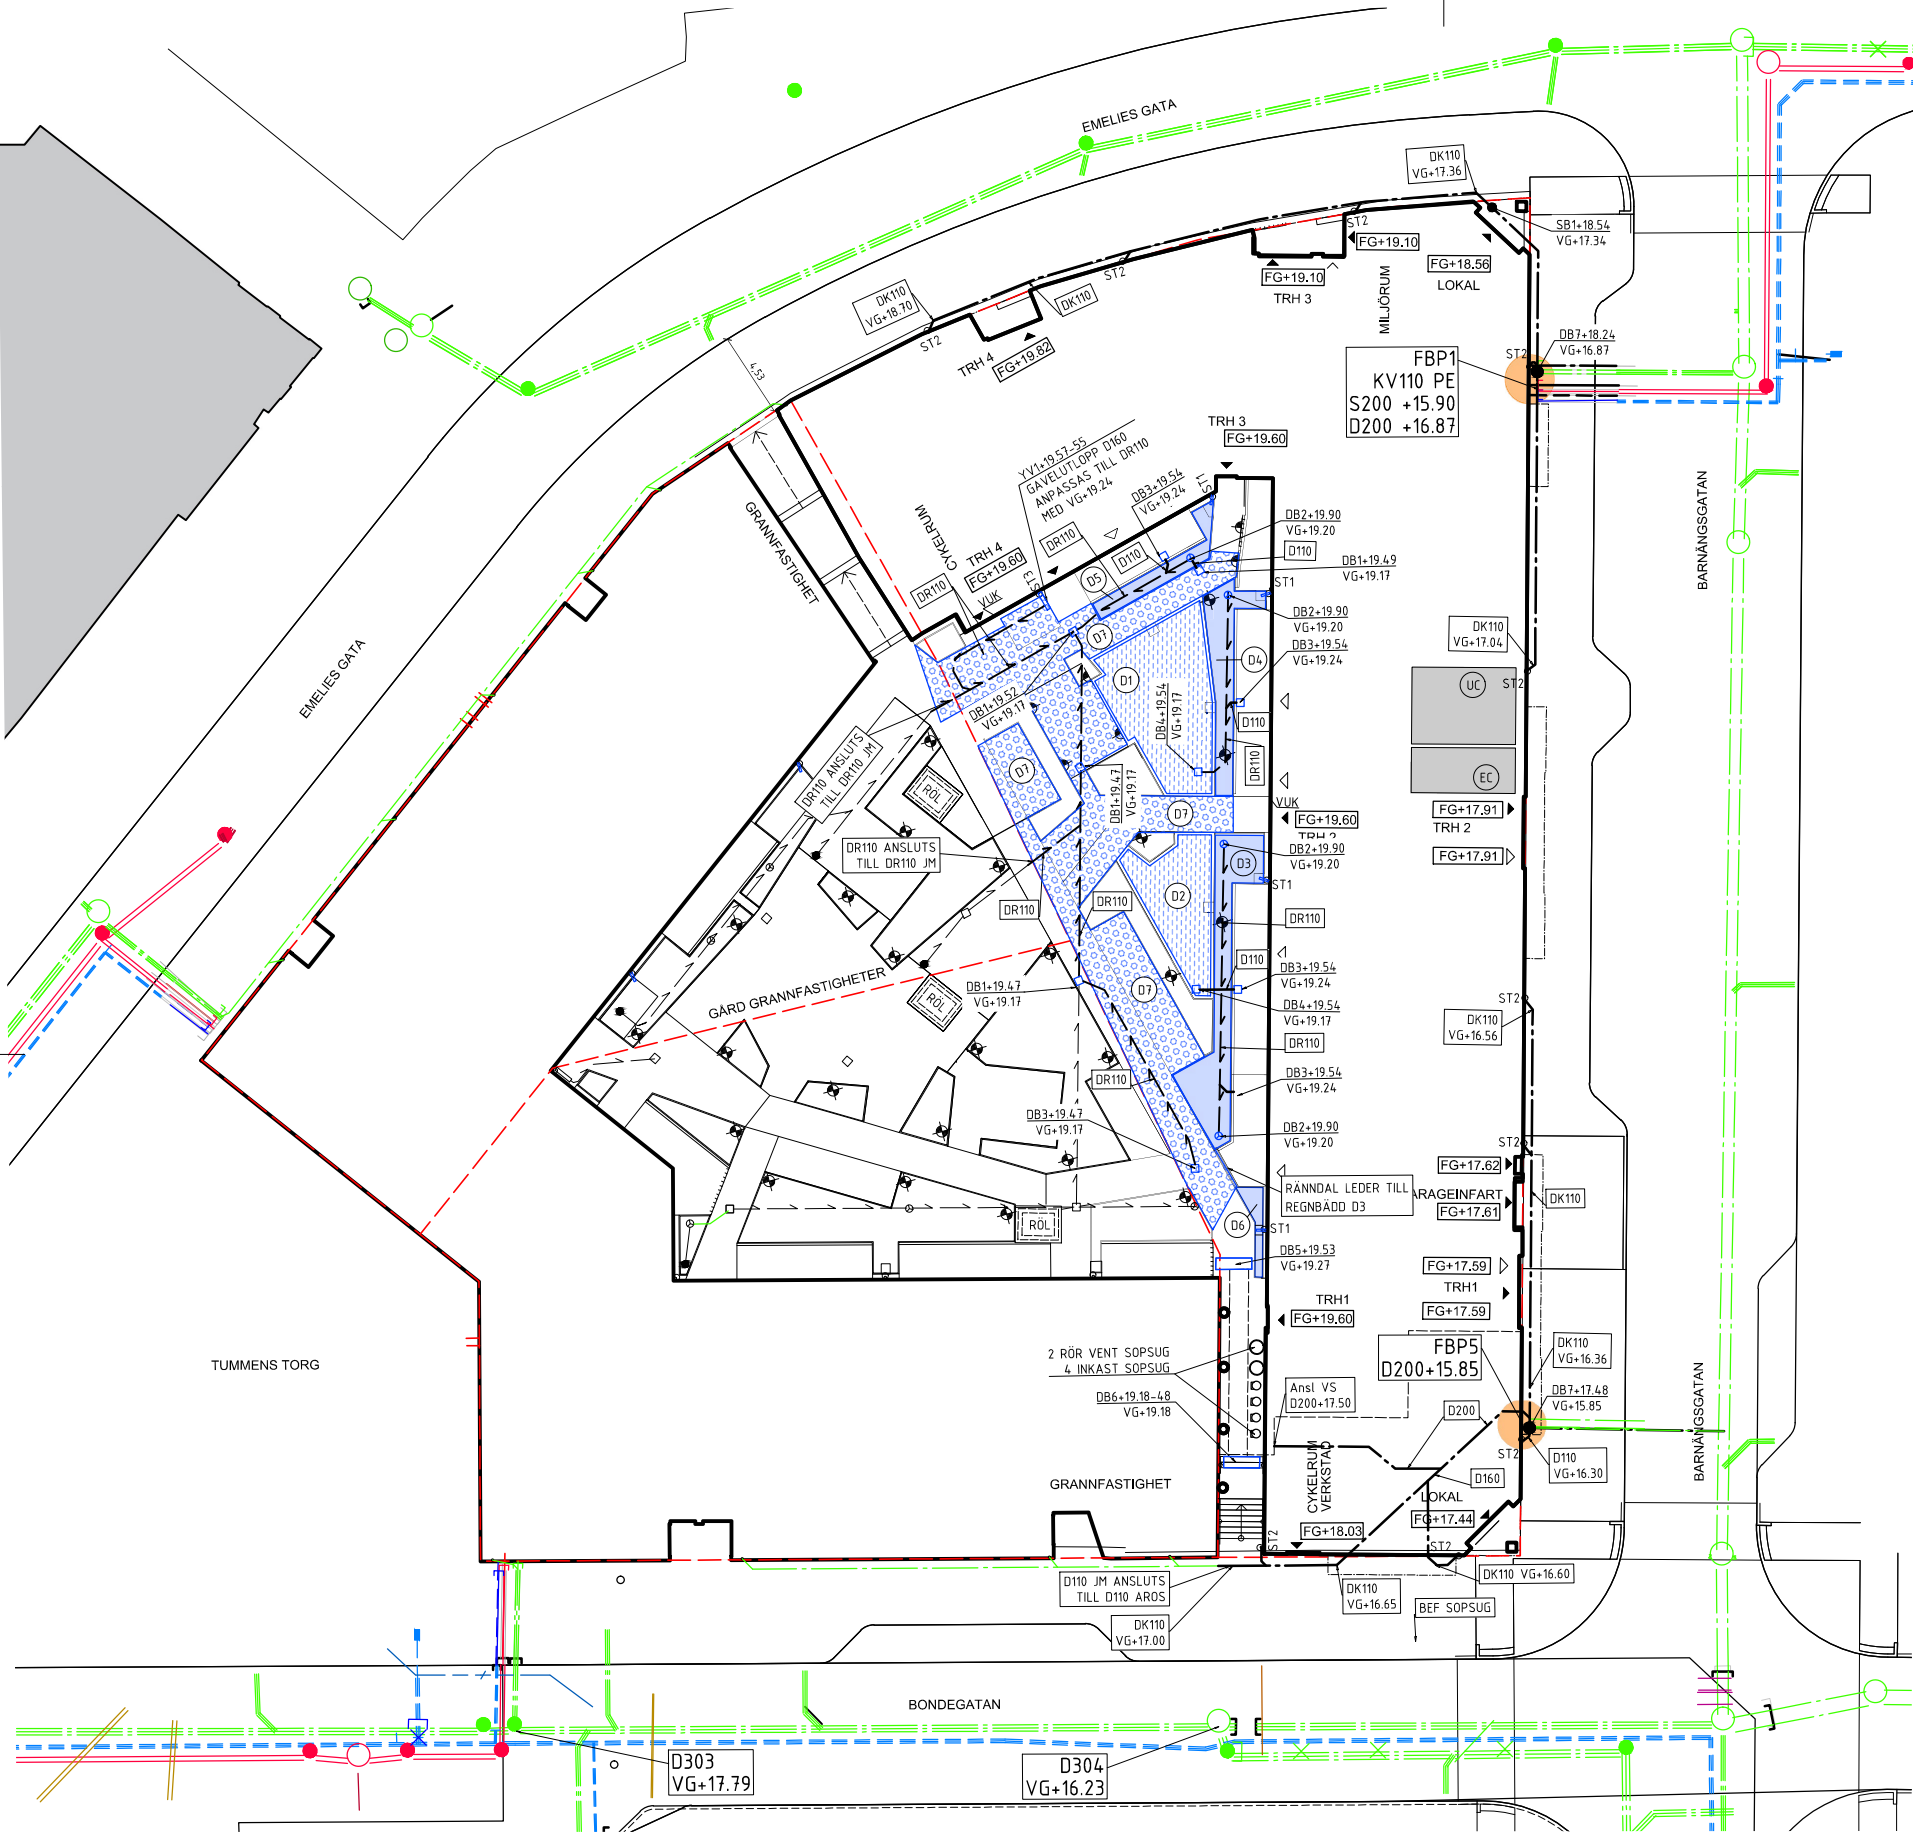 EMELIES GATA
DK110
VG+17.36
SB1+18.54
VG+17.34
ST2
FG+19.10
FG+19.10
TRH 3
MILJÖRUM
FG+18.56
LOKAL
ST2
DK110
VG+18.70
DK110
ST2
TRH 4
FG+19.82
4,53
ST2
DB7+18.24
VG+16.87
FBP1
KV110 PE
S200 +15.90
D200 +16.87
TRH 3
FG+19.60
YV1+19.57-55
GAVELUTLOPP D160
ANPASSAS TILL DR110
MED VG+19.24
DB3+19.54
VG+19.24
ST1
BARNÄNGSGATAN
GRANNFASTIGHET
CYKELRUM
TRH 4
FG+19.60
DR110
D110
DR110
VUK
ST3
D5
DB2+19.90
VG+19.20
D110
DB1+19.49
VG+19.17
ST1
DB2+19.90
VG+19.20
DB3+19.54
VG+19.24
DK110
VG+17.04
ST2
UC
EC
EMELIES GATA
D7
D1
D4
DB1+19.52
VG+19.17
DB4+19.54
VG+19.17
D110
DR110
DR110 ANSLUTS
TILL DR110 JM
RÖL
D7
DB1+19.47
VG+19.17
D7
VUK
FG+19.60
TRH 2
FG+17.91
TRH 2
FG+17.91
DR110 ANSLUTS
TILL DR110 JM
DB2+19.90
VG+19.20
D3
ST1
D2
DR110
DR110
DR110
GÅRD GRANNFASTIGHETER
RÖL
D110
DB3+19.54
VG+19.24
DB1+19.47
VG+19.17
D7
DB4+19.54
VG+19.17
ST2
DK110
VG+16.56
DR110
DR110
DB3+19.54
VG+19.24
DB3+19.47
VG+19.17
DB2+19.90
VG+19.20
ST2
FG+17.62
RÄNNDAL LEDER TILL
REGNBÄDD D3
ARAGEINFART
FG+17.61
DK110
RÖL
D6
ST1
DB5+19.53
VG+19.27
FG+17.59
TRH1
FG+17.59
TRH1
FG+19.60
TUMMENS TORG
2 RÖR VENT SOPSUG
4 INKAST SOPSUG
DB6+19.18-48
VG+19.18
FBP5
D200+15.85
DK110
VG+16.36
Ansl VS
D200+17.50
DB7+17.48
VG+15.85
D200
BARNÄNGSGATAN
ST2
D110
VG+16.30
CYKELRUM
VERKSTAD
D160
GRANNFASTIGHET
LOKAL
FG+17.44
FG+18.03
ST2
ST2
D110 JM ANSLUTS
TILL D110 AROS
DK110
VG+16.65
DK110 VG+16.60
BEF SOPSUG
DK110
VG+17.00
BONDEGATAN
D303
VG+17.79
D304
VG+16.23